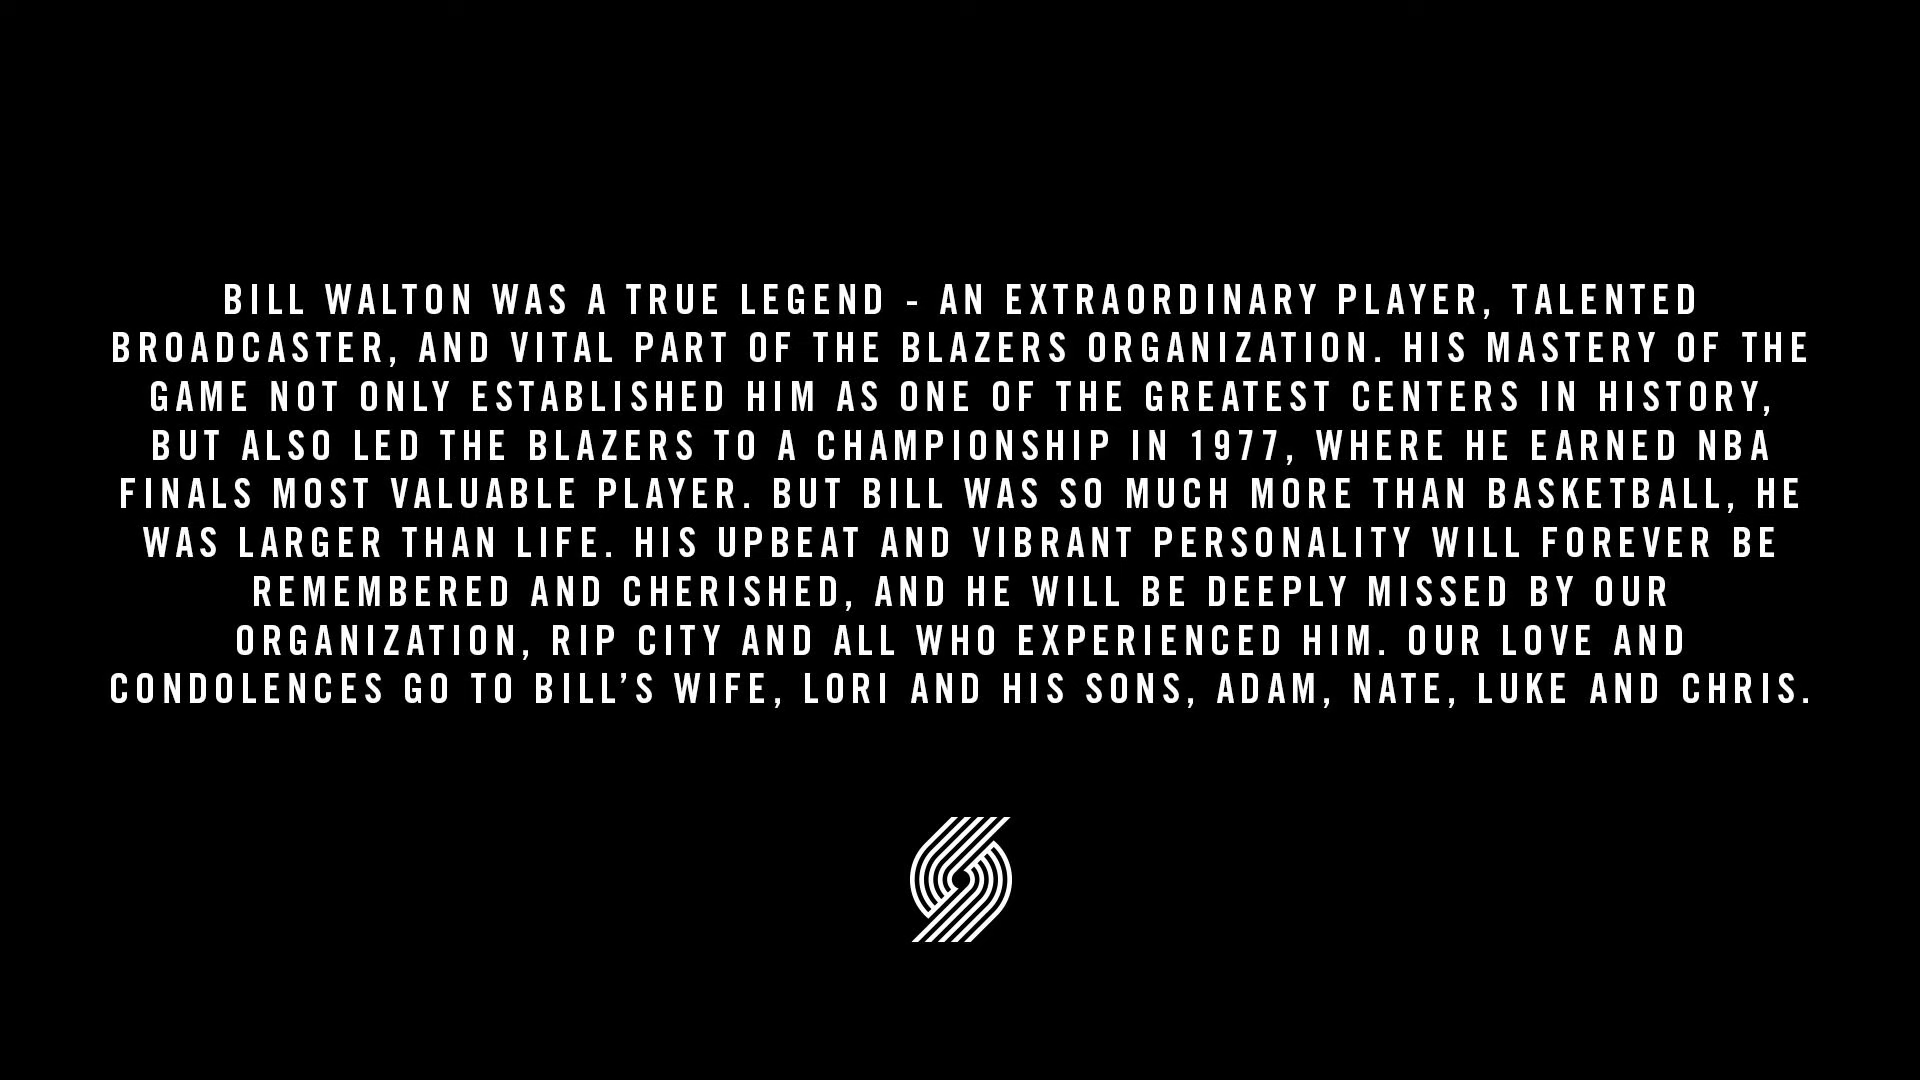 BILL WALTON WAS A TRUE LEGEND - AN EXTRAORDINARY PLAYER, TALENTED
BROADCASTER, AND VITAL PART OF THE BLAZERS ORGANIZATION. HIS MASTERY OF THE
GAME NOT ONLY ESTABLISHED HIM AS ONE OF THE GREATEST CENTERS IN HISTORY,
BUT ALSO LED THE BLAZERS TO A CHAMPIONSHIP IN 1977, WHERE HE EARNED NBA
FINALS MOST VALUABLE PLAYER. BUT BILL WAS SO MUCH MORE THAN BASKETBALL, HE
WAS LARGER THAN LIFE. HIS UPBEAT AND VIBRANT PERSONALITY WILL FOREVER BE
REMEMBERED AND CHERISHED, AND HE WILL BE DEEPLY MISSED BY OUR
ORGANIZATION, RIP CITY AND ALL WHO EXPERIENCED HIM. OUR LOVE AND
CONDOLENCES GO TO BILL’S WIFE, LORI AND HIS SONS, ADAM, NATE, LUKE AND CHRIS.